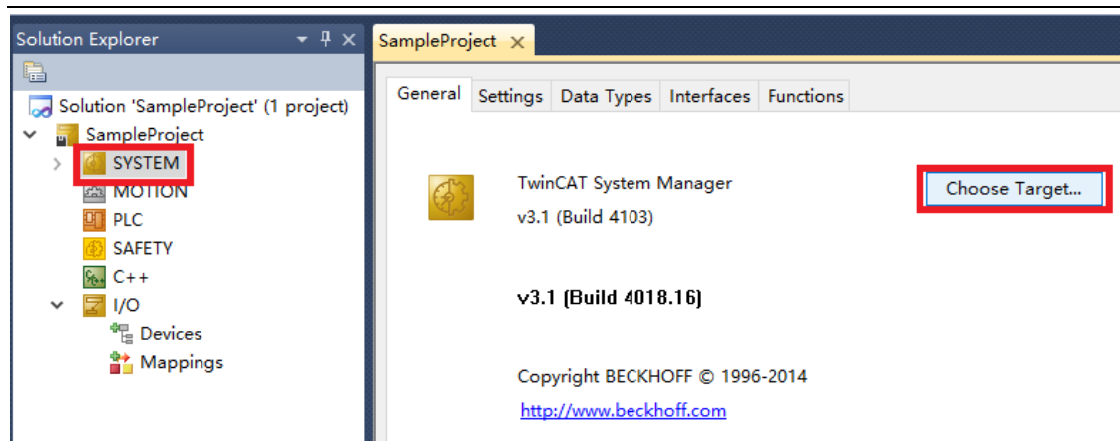 Solution Explorer
Solution 'SampleProject' (1 project)
SampleProject
SYSTEM
MOTION
PLC
SAFETY
C++
I/O
Devices
Mappings
SampleProject
General Settings Data Types Interfaces Functions
TwinCAT System Manager
v3.1 (Build 4103)
Choose Target...
v3.1 (Build 4018.16)
Copyright BECKHOFF © 1996-2014
http://www.beckhoff.com